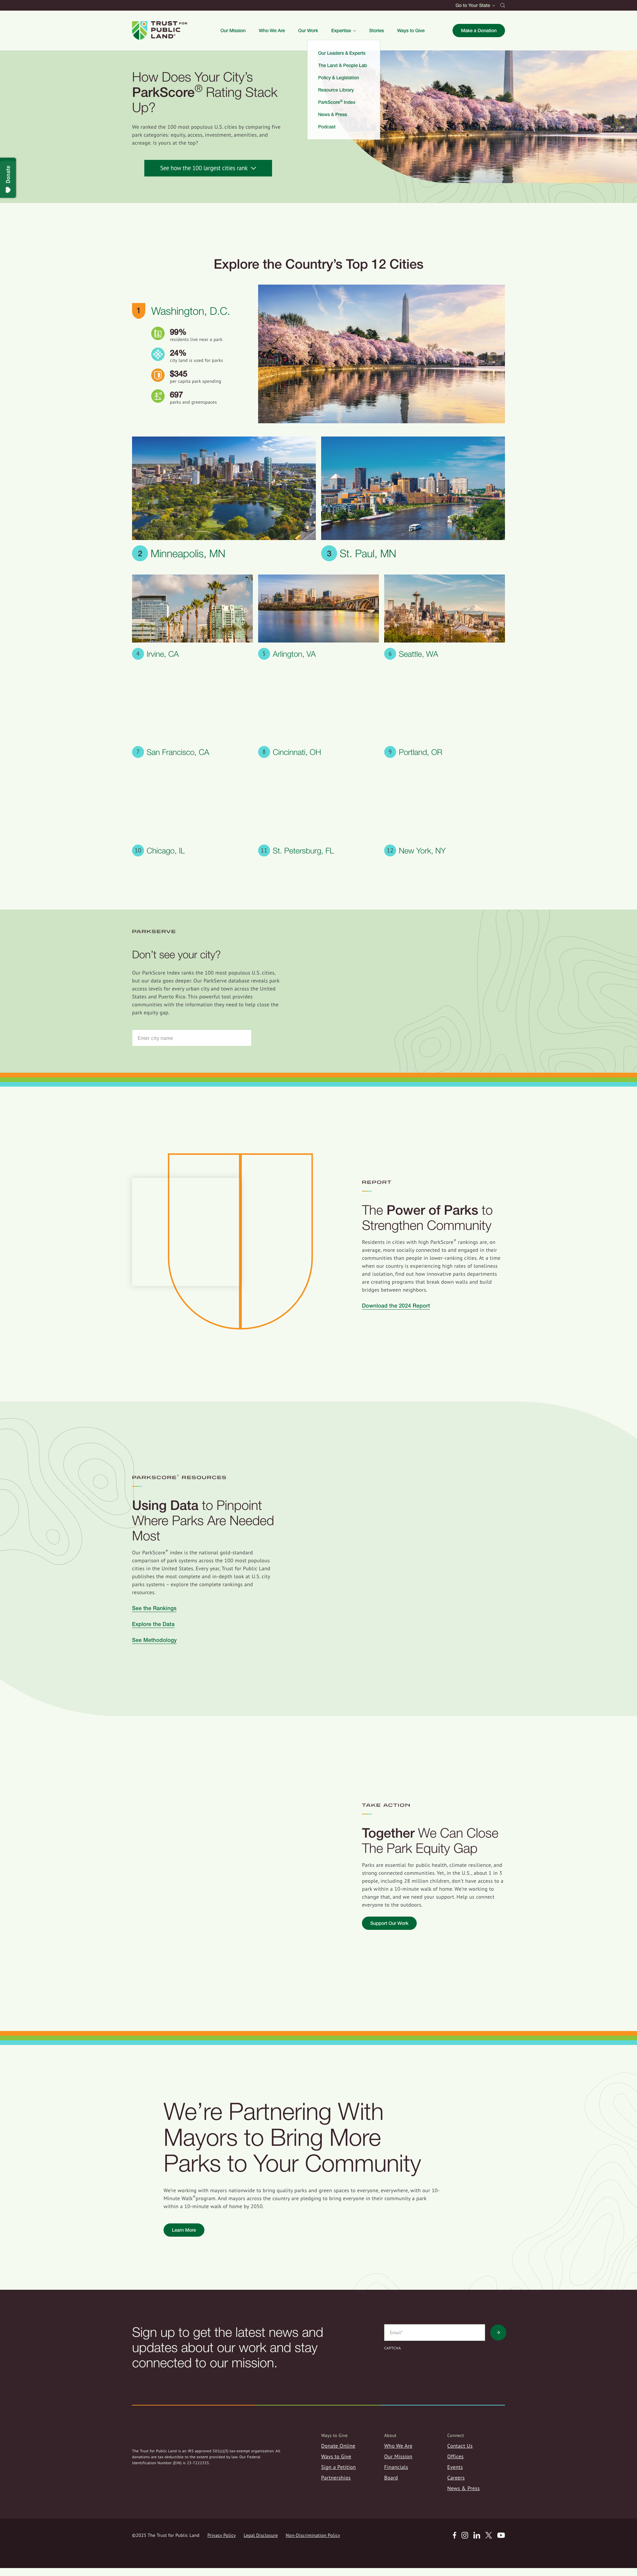 Go to Your State
TRUST FOR
PUBLIC
LAND
Our Mission
Who We Are
Our Work
Expertise
Stories
Ways to Give
Make a Donation
Our Leaders & Experts
The Land & People Lab
Policy & Legislation
Resource Library
ParkScore® Index
News & Press
Podcast
How Does Your City’s
ParkScore® Rating Stack
Up?
We ranked the 100 most populous U.S. cities by comparing five
park categories: equity, access, investment, amenities, and
acreage. Is yours at the top?
See how the 100 largest cities rank
Donate
Explore the Country’s Top 12 Cities
1 Washington, D.C.
99%
residents live near a park
24%
city land is used for parks
$345
per capita park spending
697
parks and greenspaces
2 Minneapolis, MN
3 St. Paul, MN
4 Irvine, CA
5 Arlington, VA
6 Seattle, WA
7 San Francisco, CA
8 Cincinnati, OH
9 Portland, OR
10 Chicago, IL
11 St. Petersburg, FL
12 New York, NY
PARKSERVE
Don’t see your city?
Our ParkScore Index ranks the 100 most populous U.S. cities,
but our data goes deeper. Our ParkServe database reveals park
access levels for every urban city and town across the United
States and Puerto Rico. This powerful tool provides
communities with the information they need to help close the
park equity gap.
Enter city name
REPORT
The Power of Parks to
Strengthen Community
Residents in cities with high ParkScore® rankings are, on
average, more socially connected to and engaged in their
communities than people in lower-ranking cities. At a time
when our country is experiencing high rates of loneliness
and isolation, find out how innovative parks departments
are creating programs that break down walls and build
bridges between neighbors.
Download the 2024 Report
PARKSCORE® RESOURCES
Using Data to Pinpoint
Where Parks Are Needed
Most
Our ParkScore® index is the national gold-standard
comparison of park systems across the 100 most populous
cities in the United States. Every year, Trust for Public Land
publishes the most complete and in-depth look at U.S. city
parks systems – explore the complete rankings and
resources.
See the Rankings
Explore the Data
See Methodology
TAKE ACTION
Together We Can Close
The Park Equity Gap
Parks are essential for public health, climate resilience, and
strong connected communities. Yet, in the U.S., about 1 in 3
people, including 28 million children, don't have access to a
park within a 10-minute walk of home. We're working to
change that, and we need your support. Help us connect
everyone to the outdoors.
Support Our Work
We’re Partnering With
Mayors to Bring More
Parks to Your Community
We're working with mayors nationwide to bring quality parks and green spaces to everyone, everywhere, with our 10-
Minute Walk® program. And mayors across the country are pledging to bring everyone in their community a park
within a 10-minute walk of home by 2050.
Learn More
Sign up to get the latest news and
updates about our work and stay
connected to our mission.
Email*
CAPTCHA
The Trust for Public Land is an IRS approved 501(c)(3) tax-exempt organization. All
donations are tax deductible to the extent provided by law. Our Federal
Identification Number (EIN) is 23-7222333.
Ways to Give
Donate Online
Ways to Give
Sign a Petition
Partnerships
About
Who We Are
Our Mission
Financials
Board
Connect
Contact Us
Offices
Events
Careers
News & Press
©2025 The Trust for Public Land
Privacy Policy
Legal Disclosure
Non-Discrimination Policy